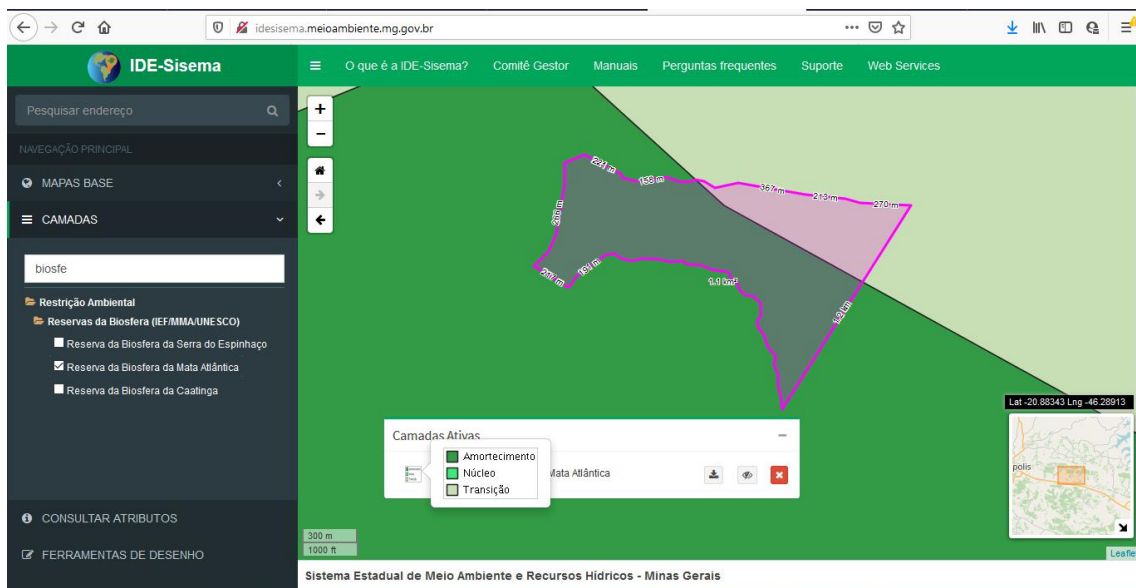 idesisema.meioambiente.mg.gov.br
IDE-Sisema
O que é a IDE-Sisema?
Comitê Gestor
Manuais
Perguntas frequentes
Suporte
Web Services
Pesquisar endereço
NAVEGAÇÃO PRINCIPAL
MAPAS BASE
CAMADAS
biosfe
Restrição Ambiental
Reservas da Biosfera (IEF/MMA/UNESCO)
Reserva da Biosfera da Serra do Espinhaço
Reserva da Biosfera da Mata Atlântica
Reserva da Biosfera da Caatinga
CONSULTAR ATRIBUTOS
FERRAMENTAS DE DESENHO
+
−
221 m
158 m
367 m
213 m
270 m
217 m
191 m
1.1 km²
1.2 km
Lat -20.88343 Lng -46.28913
polis
Camadas Ativas
Amortecimento
Núcleo
Transição
Mata Atlântica
300 m
1000 ft
Leafle
Sistema Estadual de Meio Ambiente e Recursos Hídricos - Minas Gerais